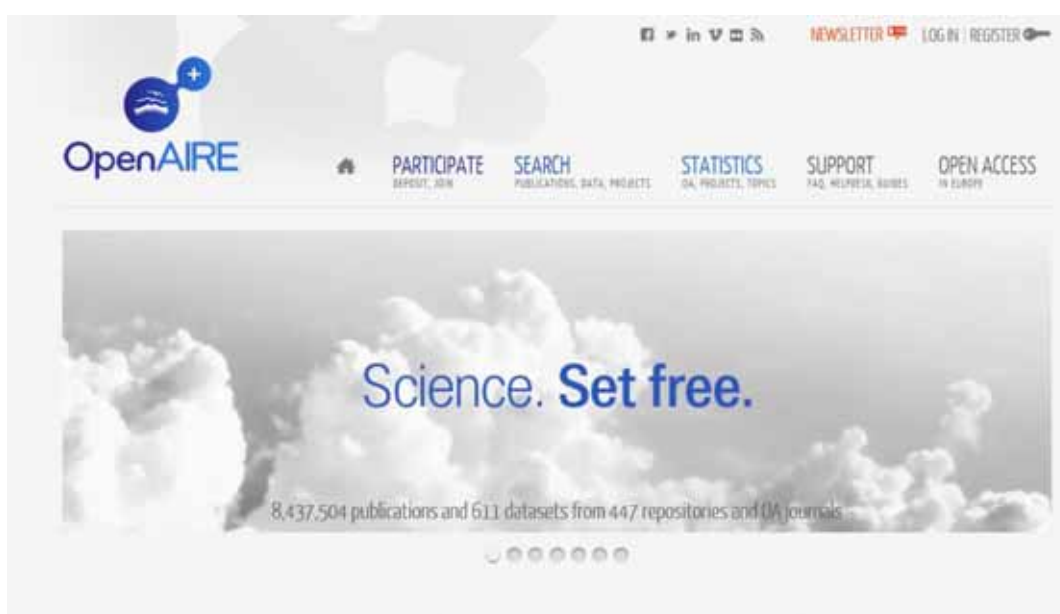 NEWSLETTER LOG IN | REGISTER
OpenAIRE
PARTICIPATE SEARCH STATISTICS SUPPORT OPEN ACCESS
DEPOSIT, JOIN PUBLICATIONS, DATA, PROJECTS OA, PROJECTS, TOPICS FAQ, HELPDESK, GUIDES IN EUROPE
Science. Set free.
8,437,504 publications and 611 datasets from 447 repositories and OA journals